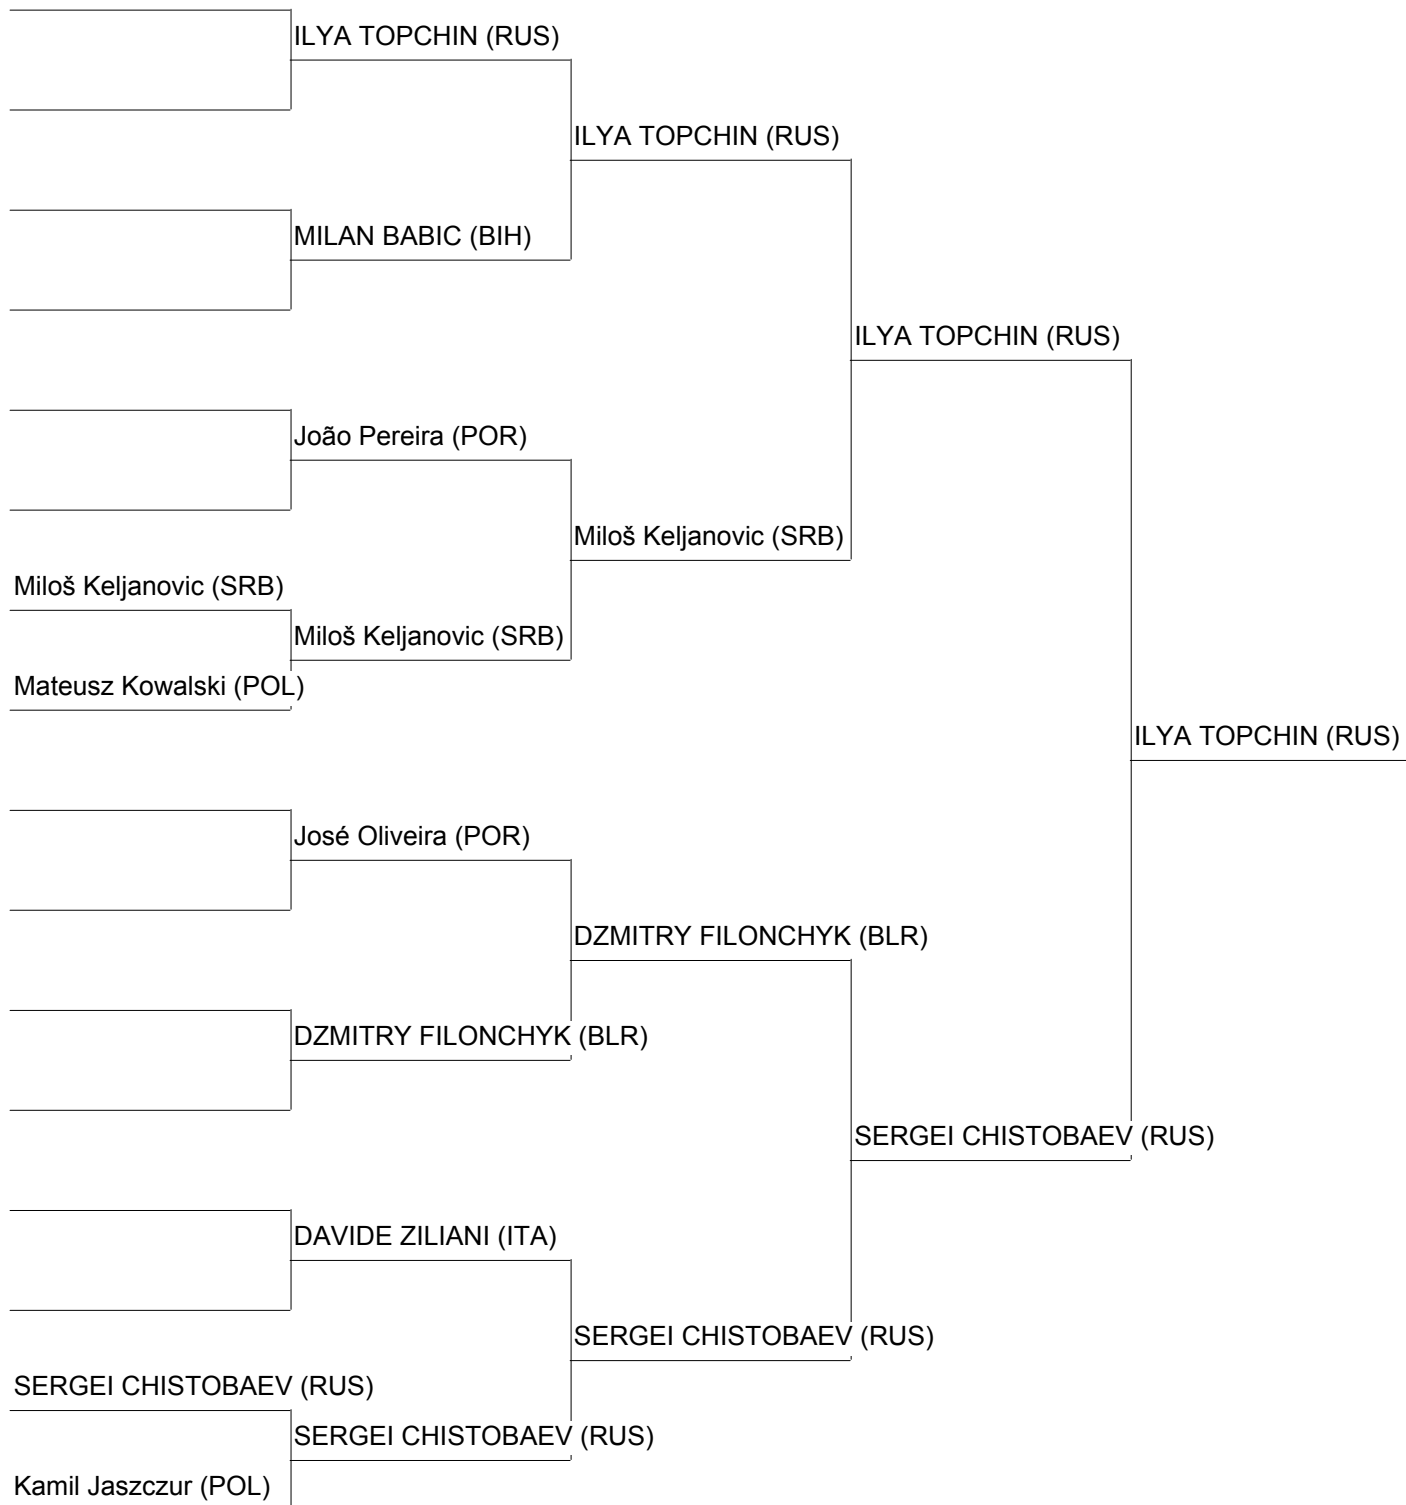 ILYA TOPCHIN (RUS)
ILYA TOPCHIN (RUS)
MILAN BABIC (BIH)
ILYA TOPCHIN (RUS)
João Pereira (POR)
Miloš Keljanovic (SRB)
Miloš Keljanovic (SRB)
Miloš Keljanovic (SRB)
Mateusz Kowalski (POL)
ILYA TOPCHIN (RUS)
José Oliveira (POR)
DZMITRY FILONCHYK (BLR)
DZMITRY FILONCHYK (BLR)
SERGEI CHISTOBAEV (RUS)
DAVIDE ZILIANI (ITA)
SERGEI CHISTOBAEV (RUS)
SERGEI CHISTOBAEV (RUS)
SERGEI CHISTOBAEV (RUS)
Kamil Jaszczur (POL)